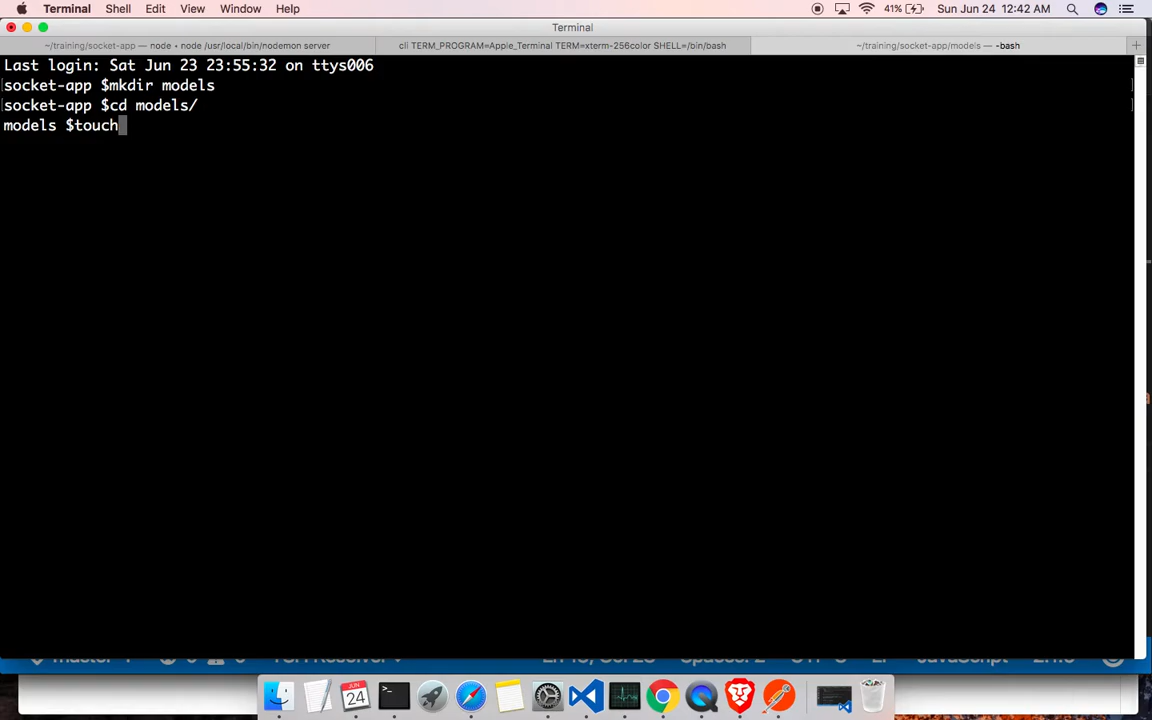 Terminal Shell Edit View Window Help 41% Sun Jun 24 12:42 AM
Terminal
~/training/socket-app — node • node /usr/local/bin/nodemon server
cli TERM_PROGRAM=Apple_Terminal TERM=xterm-256color SHELL=/bin/bash
~/training/socket-app/models — -bash
Last login: Sat Jun 23 23:55:32 on ttys006
socket-app $mkdir models
socket-app $cd models/
models $touch
JUN
24